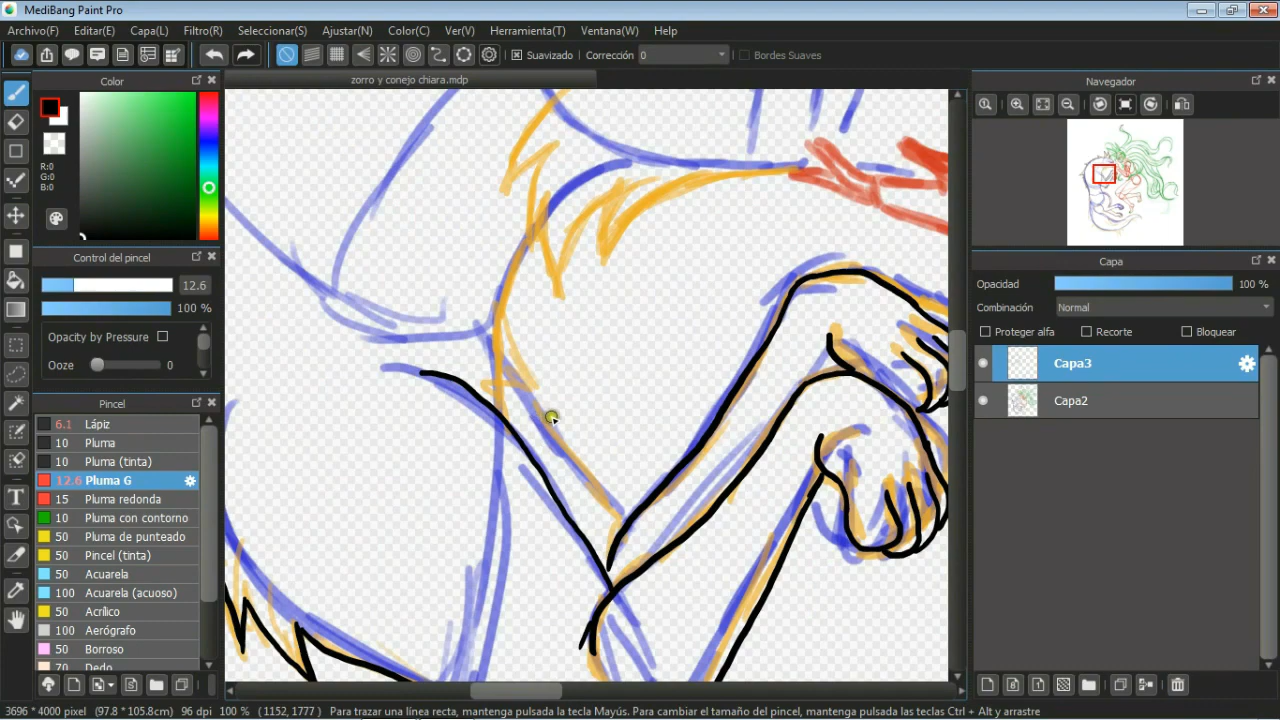 MediBang Paint Pro
Archivo(F) Editar(E) Capa(L) Filtro(R) Seleccionar(S) Ajustar(N) Color(C) Ver(V) Herramienta(T) Ventana(W) Help
Suavizado Corrección 0 Bordes Suaves
Color
zorro y conejo chiara.mdp
Navegador
R:0
G:0
B:0
Control del pincel
12.6
100 %
Opacity by Pressure
Ooze 0
Capa
Opacidad 100 %
Combinación Normal
Proteger alfa Recorte Bloquear
Capa3
Capa2
Pincel
6.1 Lápiz
10 Pluma
10 Pluma (tinta)
12.6 Pluma G
15 Pluma redonda
10 Pluma con contorno
50 Pluma de punteado
50 Pincel (tinta)
50 Acuarela
100 Acuarela (acuoso)
50 Acrílico
100 Aerógrafo
50 Borroso
70 Dedo
3696 * 4000 pixel (97.8 * 105.8cm) 96 dpi 100 % (1152, 1777) Para trazar una línea recta, mantenga pulsada la tecla Mayús. Para cambiar el tamaño del pincel, mantenga pulsadas las teclas Ctrl + Alt y arrastre